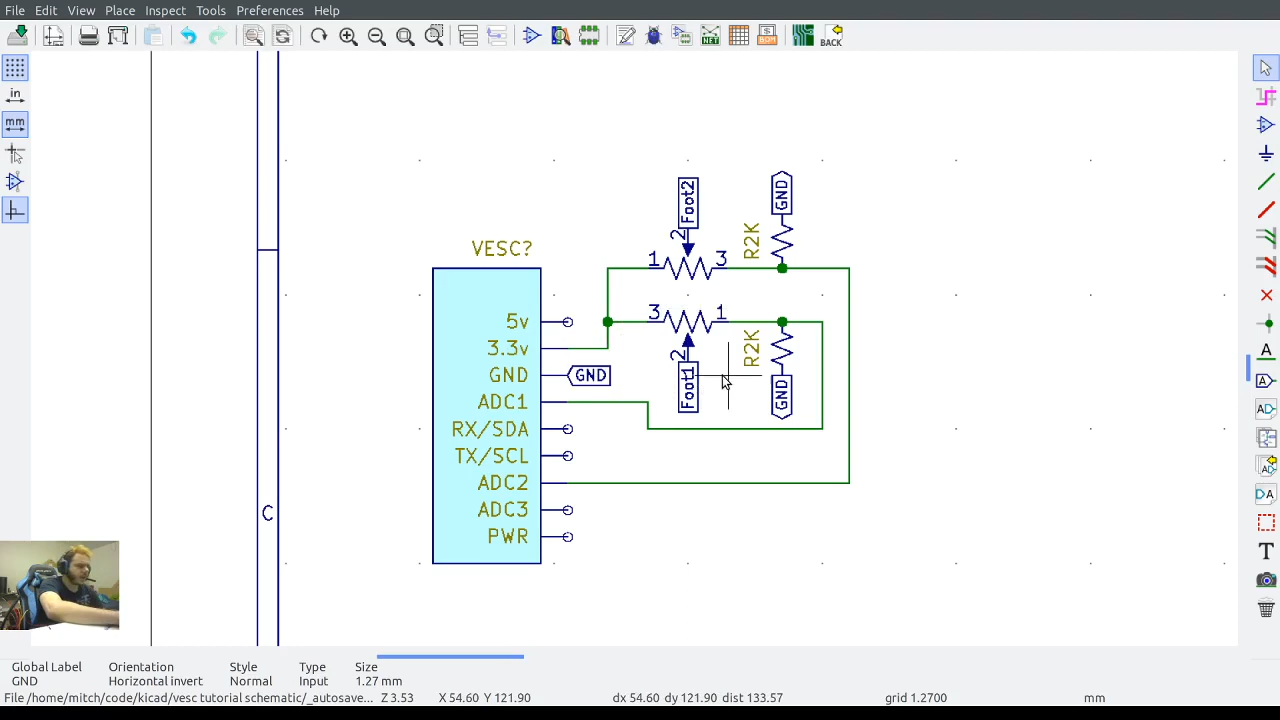 File Edit View Place Inspect Tools Preferences Help
NET
BOM
BACK
in
mm
A
A
AD
DA
T
VESC?
5v
3.3v
GND
ADC1
RX/SDA
TX/SCL
ADC2
ADC3
PWR
GND
Foot2
2
1
3
R2K
GND
3
1
2
Foot1
R2K
GND
C
Global Label Orientation Style Type Size
GND Horizontal invert Normal Input 1.27 mm
File /home/mitch/code/kicad/vesc tutorial schematic/_autosave... Z 3.53 X 54.60 Y 121.90 dx 54.60 dy 121.90 dist 133.57 grid 1.2700 mm